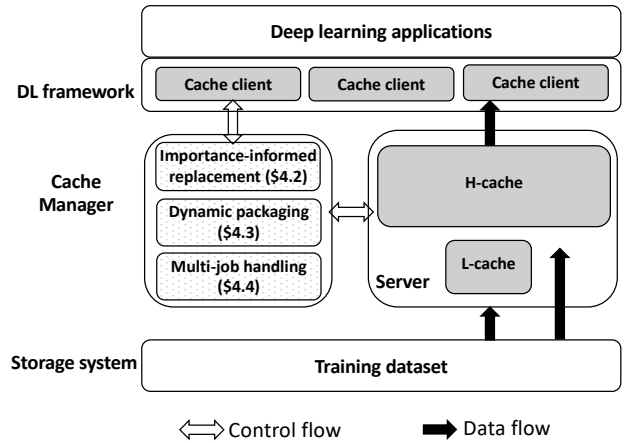 Deep learning applications
DL framework
Cache client
Cache client
Cache client
Cache
Manager
Importance-informed
replacement ($4.2)
Dynamic packaging
($4.3)
Multi-job handling
($4.4)
H-cache
L-cache
Server
Storage system
Training dataset
Control flow
Data flow